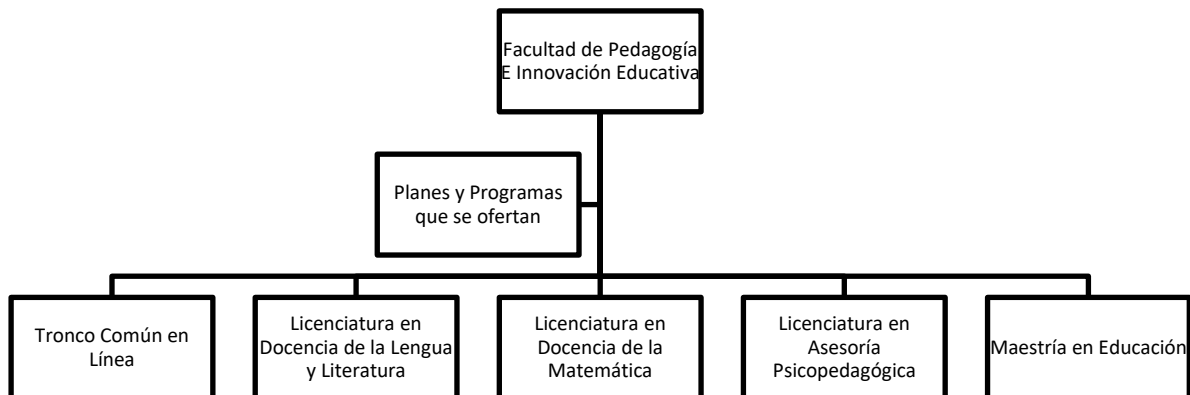 Facultad de Pedagogía
E Innovación Educativa
Planes y Programas
que se ofertan
Tronco Común en
Línea
Licenciatura en
Docencia de la Lengua
y Literatura
Licenciatura en
Docencia de la
Matemática
Licenciatura en
Asesoría
Psicopedagógica
Maestría en Educación